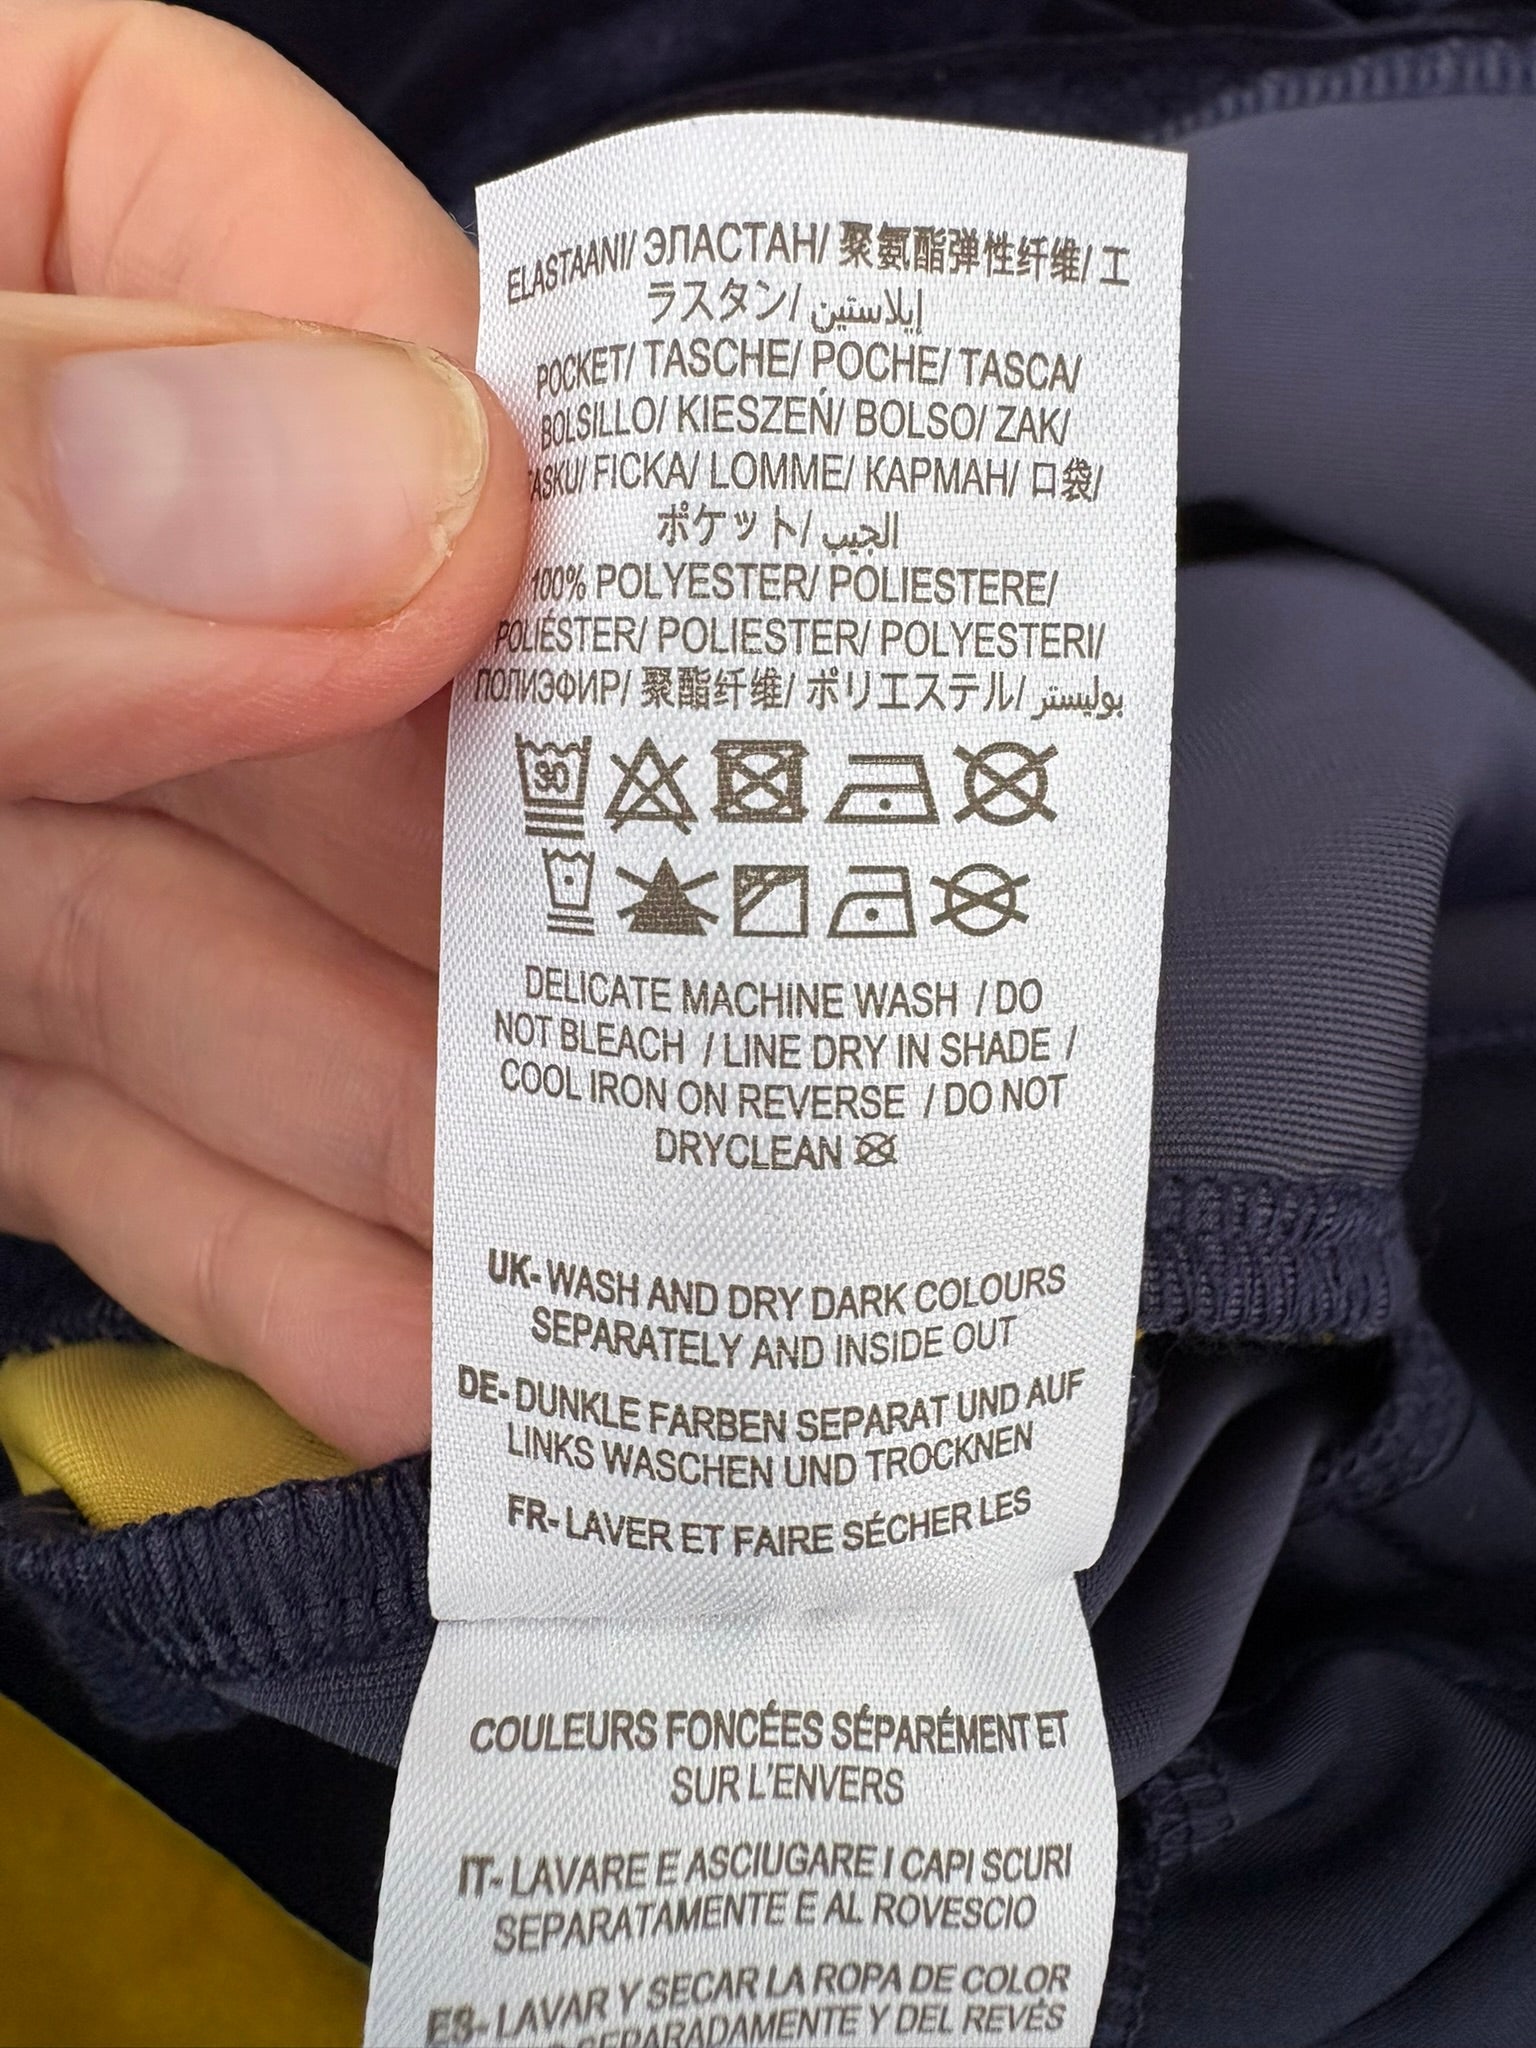 ELASTAANI/ ЭЛАСТАН/ 聚氨酯弹性纤维/ エ
ラスタン/ إيلاستين
POCKET/ TASCHE/ POCHE/ TASCA/
BOLSILLO/ KIESZEŃ/ BOLSO/ ZAK/
ASKU/ FICKA/ LOMME/ КАРМАН/ 口袋/
ポケット/ الجيب
100% POLYESTER/ POLIESTERE/
POLIÉSTER/ POLIESTER/ POLYESTERI/
ПОЛИЭФИР/ 聚酯纤维/ ポリエステル/ بوليستر
30
DELICATE MACHINE WASH / DO
NOT BLEACH / LINE DRY IN SHADE /
COOL IRON ON REVERSE / DO NOT
DRYCLEAN
UK- WASH AND DRY DARK COLOURS
SEPARATELY AND INSIDE OUT
DE- DUNKLE FARBEN SEPARAT UND AUF
LINKS WASCHEN UND TROCKNEN
FR- LAVER ET FAIRE SÉCHER LES
COULEURS FONCÉES SÉPARÉMENT ET
SUR L'ENVERS
IT- LAVARE E ASCIUGARE I CAPI SCURI
SEPARATAMENTE E AL ROVESCIO
ES- LAVAR Y SECAR LA ROPA DE COLOR
SEPARADAMENTE Y DEL REVÉS